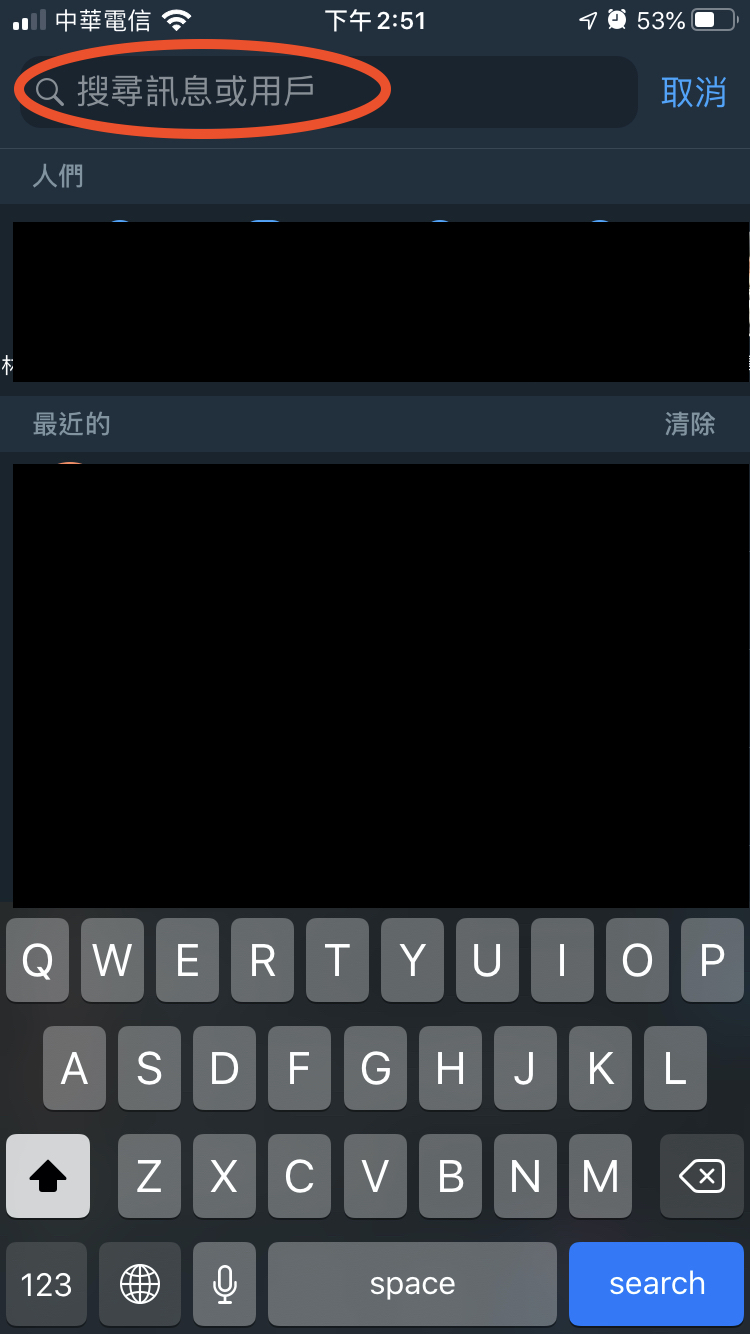 中華電信 下午2:51 53%
搜尋訊息或用戶 取消
人們
最近的 清除
Q W E R T Y U I O P
A S D F G H J K L
Z X C V B N M
123 space search